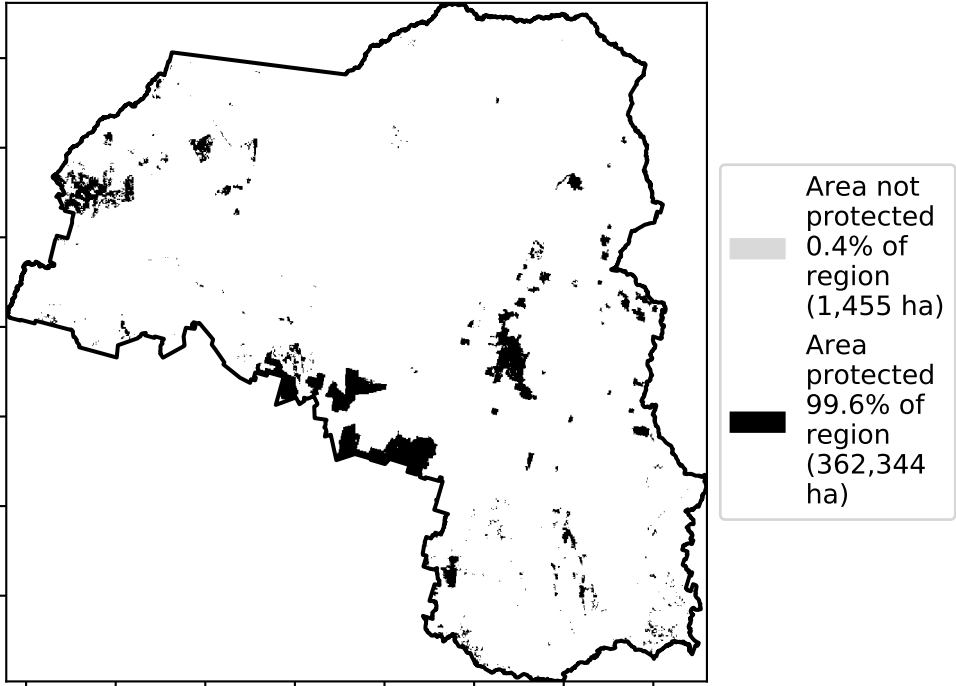 Area not
protected
0.4% of
region
(1,455 ha)
Area
protected
99.6% of
region
(362,344
ha)